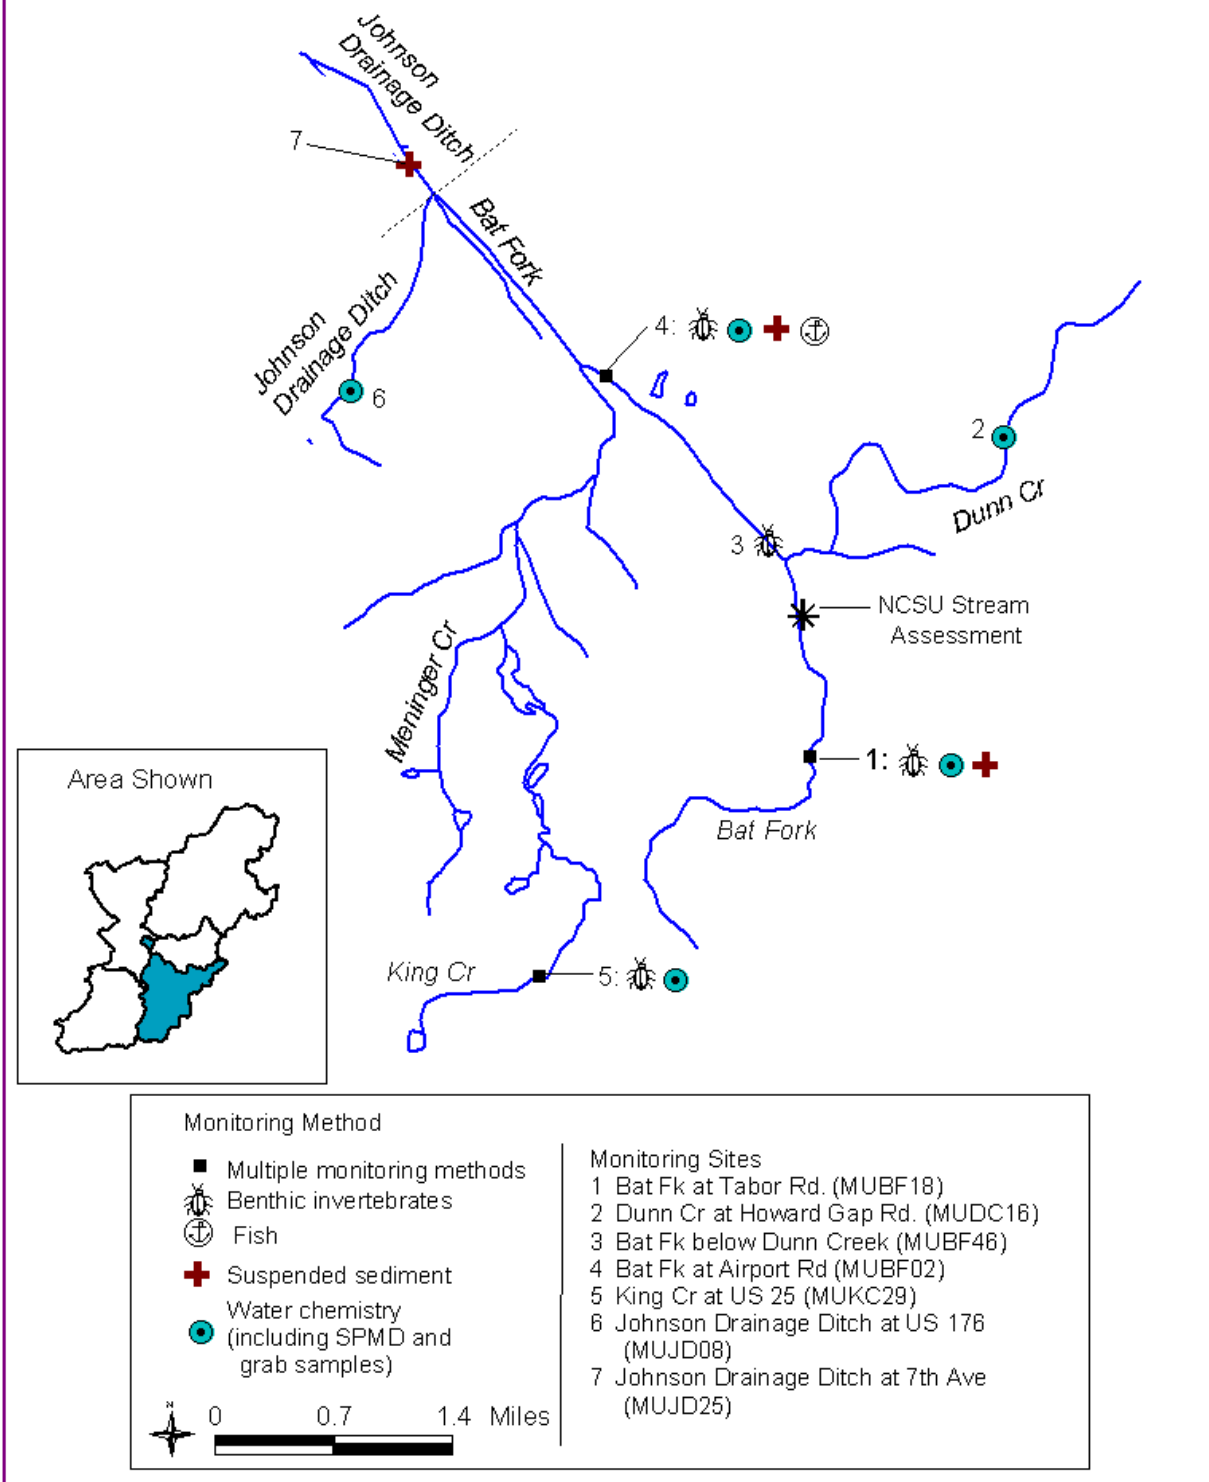 Johnson
Drainage Ditch
7
Bat Fork
Johnson
Drainage Ditch
6
4:
2
Dunn Cr
3
NCSU Stream
Assessment
Meninger Cr
1:
Bat Fork
Area Shown
King Cr
5:
Monitoring Method
Multiple monitoring methods
Benthic invertebrates
Fish
Suspended sediment
Water chemistry
(including SPMD and
grab samples)
N
0 0.7 1.4 Miles
Monitoring Sites
1 Bat Fk at Tabor Rd. (MUBF18)
2 Dunn Cr at Howard Gap Rd. (MUDC16)
3 Bat Fk below Dunn Creek (MUBF46)
4 Bat Fk at Airport Rd (MUBF02)
5 King Cr at US 25 (MUKC29)
6 Johnson Drainage Ditch at US 176
(MUJD08)
7 Johnson Drainage Ditch at 7th Ave
(MUJD25)